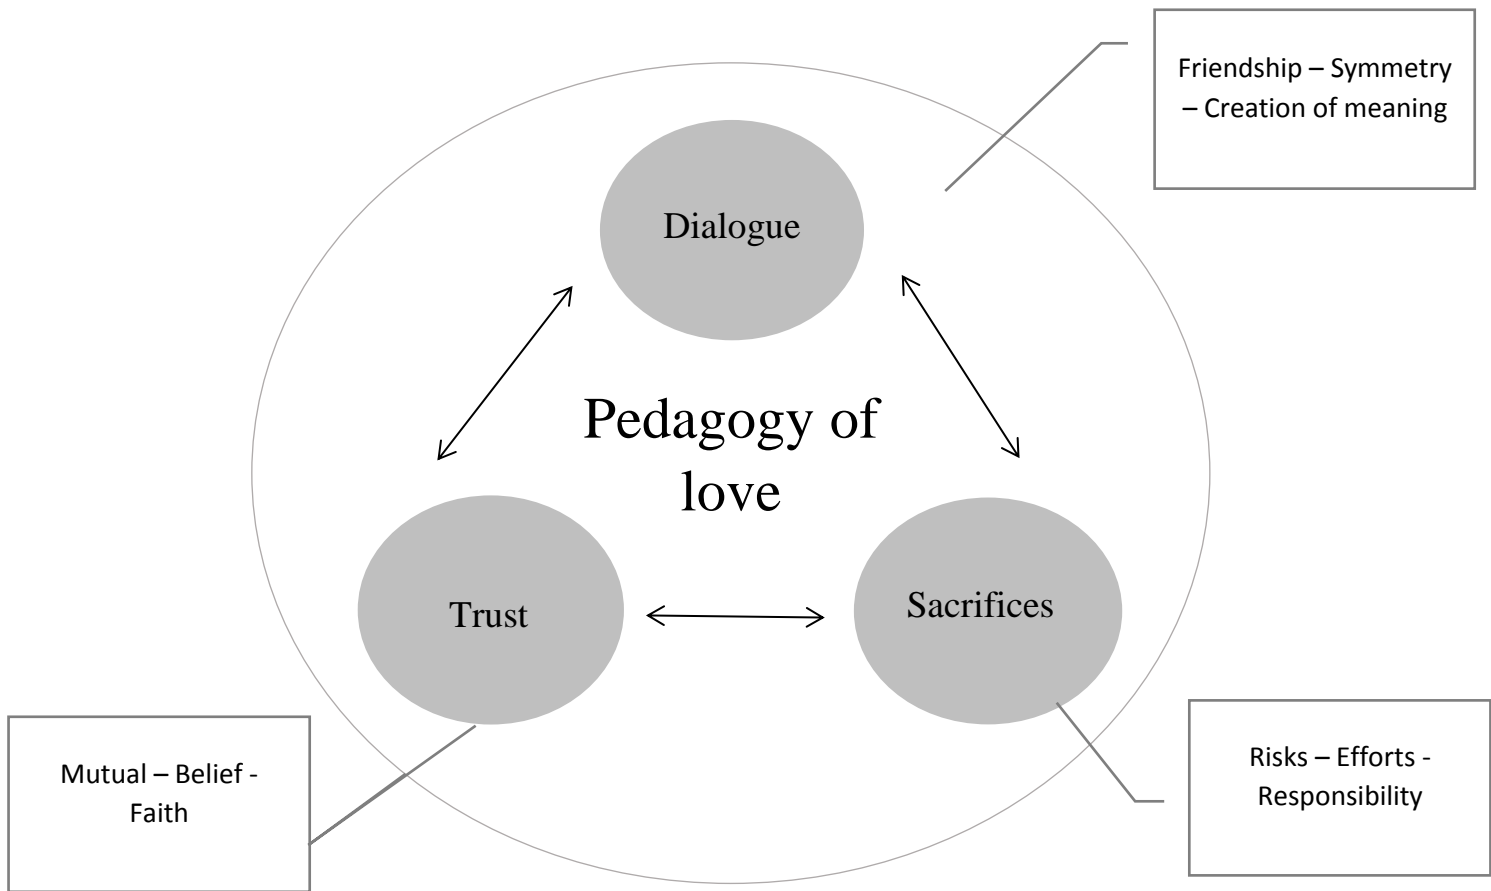 Friendship – Symmetry
– Creation of meaning
Dialogue
Pedagogy of
love
Trust
Sacrifices
Mutual – Belief -
Faith
Risks – Efforts -
Responsibility